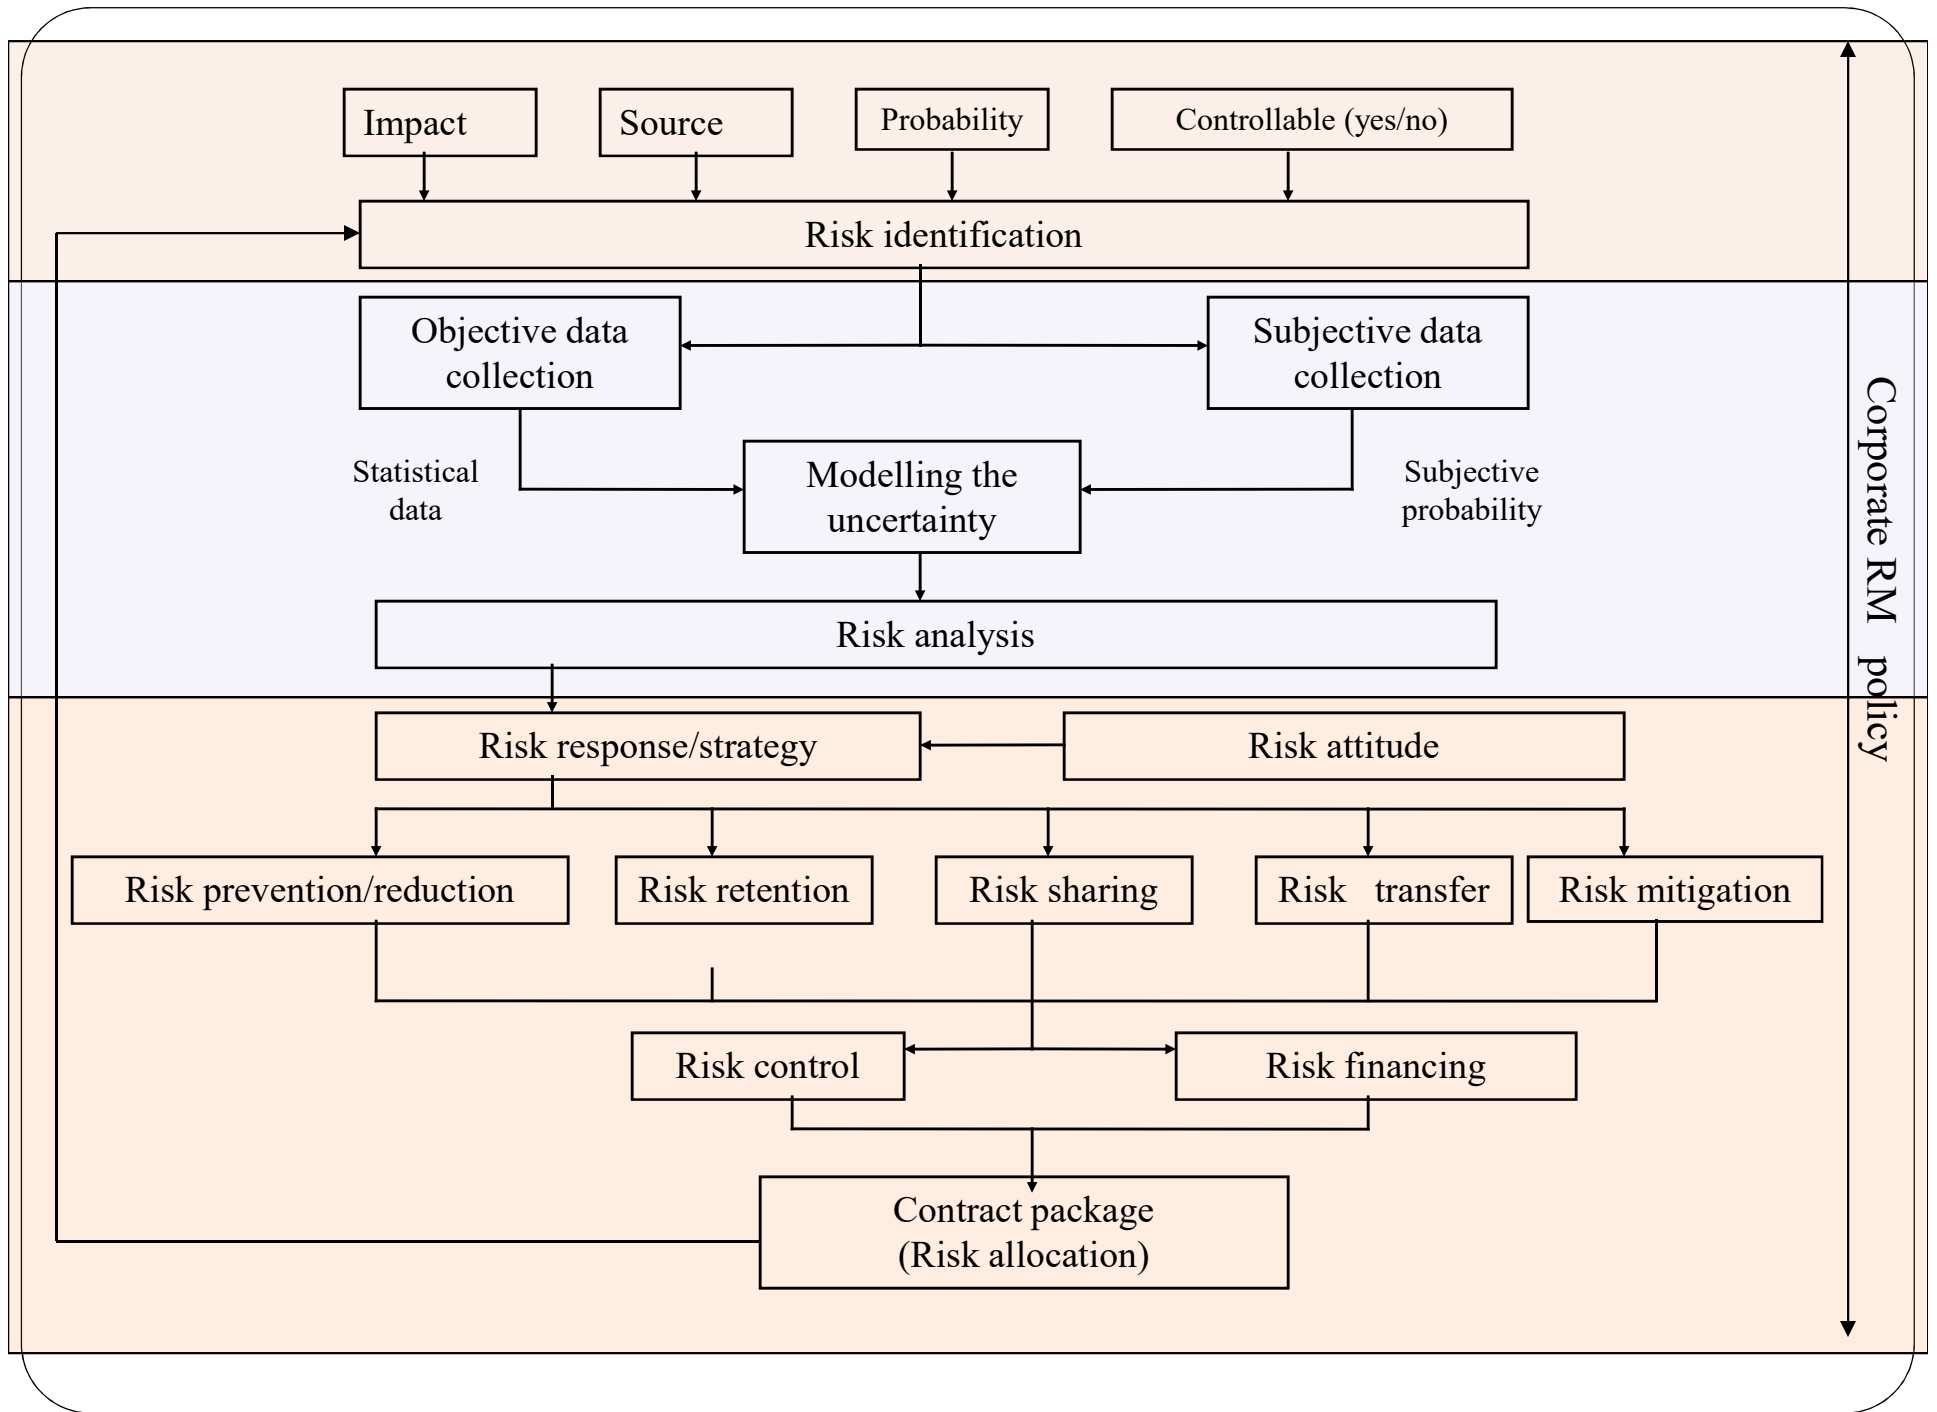 Impact
Source
Probability
Controllable (yes/no)
Risk identification
Objective data
collection
Subjective data
collection
Statistical
data
Modelling the
uncertainty
Subjective
probability
Risk analysis
Risk response/strategy
Risk attitude
Risk prevention/reduction
Risk retention
Risk sharing
Risk transfer
Risk mitigation
Risk control
Risk financing
Contract package
(Risk allocation)
Corporate RM policy